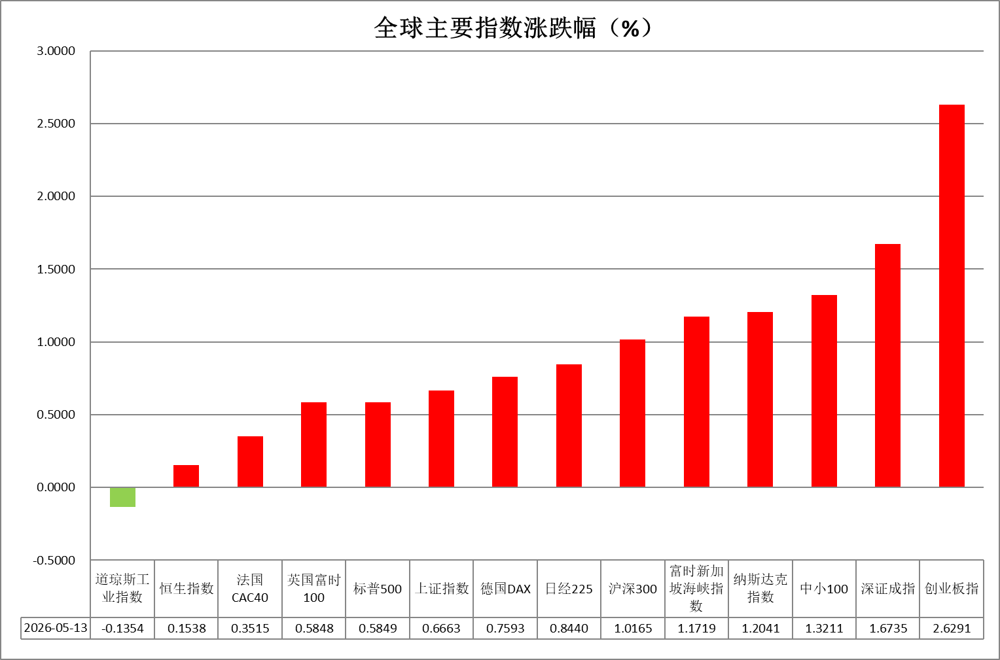 全球主要指数涨跌幅（%）
3.0000
2.5000
2.0000
1.5000
1.0000
0.5000
0.0000
-0.5000
道琼斯工
业指数
恒生指数
法国
CAC40
英国富时
100
标普500
上证指数
德国DAX
日经225
沪深300
富时新加
坡海峡指
数
纳斯达克
指数
中小100
深证成指
创业板指
2026-05-13 -0.1354 0.1538 0.3515 0.5848 0.5849 0.6663 0.7593 0.8440 1.0165 1.1719 1.2041 1.3211 1.6735 2.6291